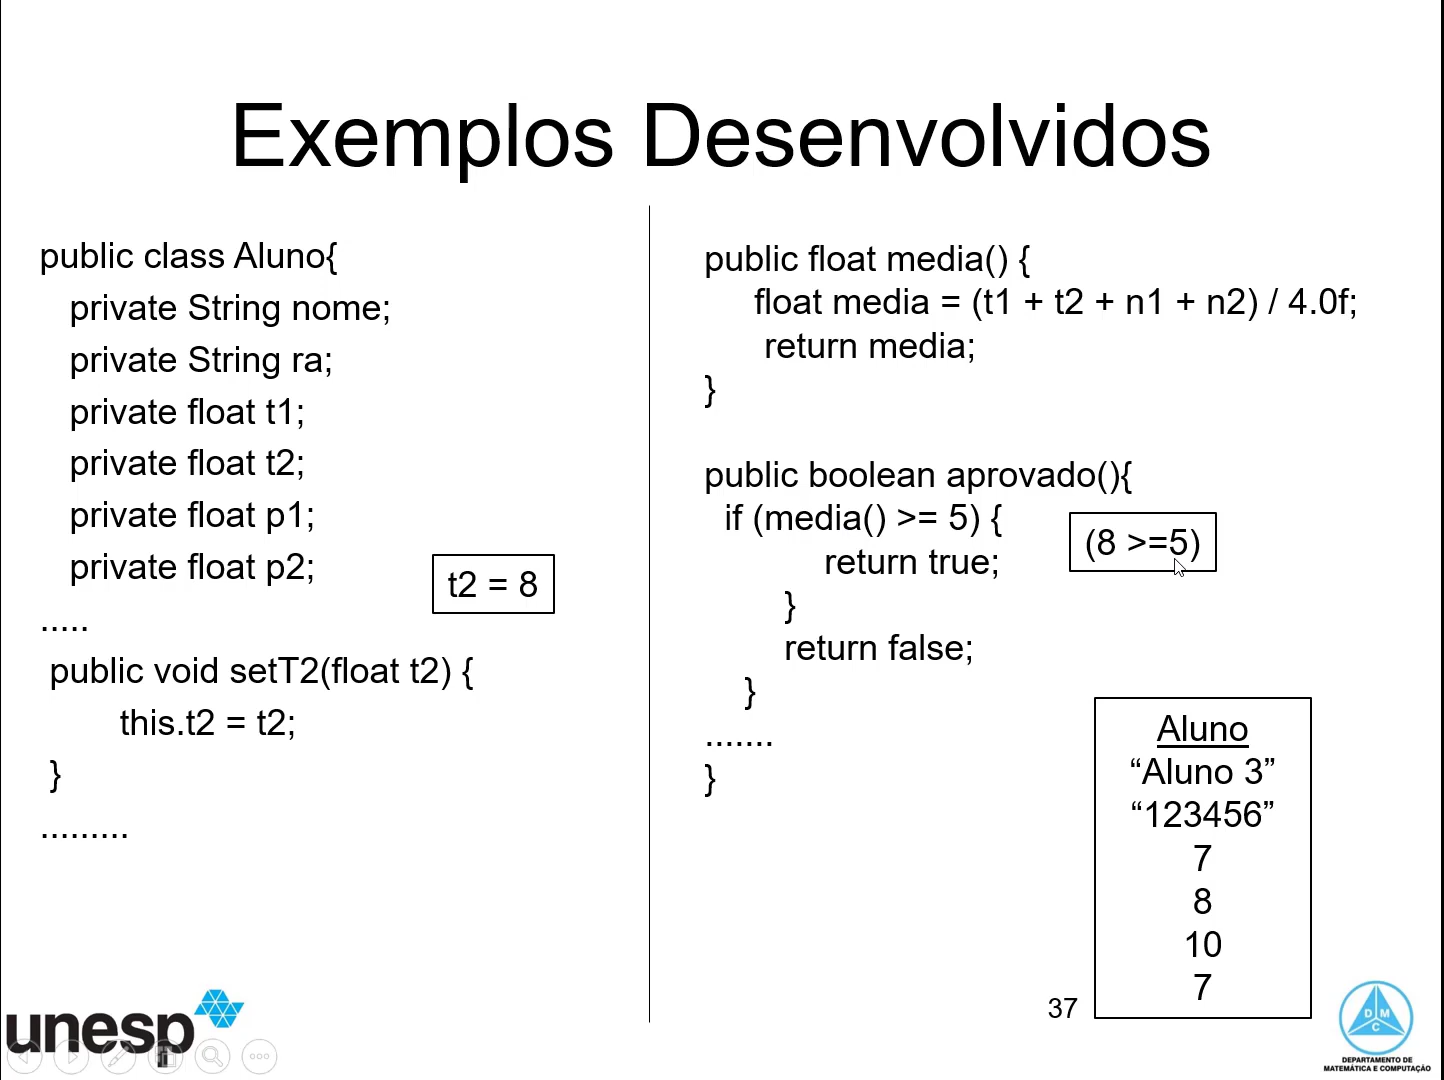 Exemplos Desenvolvidos
public class Aluno{
private String nome;
private String ra;
private float t1;
private float t2;
private float p1;
private float p2;
t2 = 8
.....
public void setT2(float t2) {
this.t2 = t2;
}
.........
public float media() {
float media = (t1 + t2 + n1 + n2) / 4.0f;
return media;
}
public boolean aprovado(){
if (media() >= 5) {
(8 >=5)
return true;
}
return false;
}
.......
}
Aluno
“Aluno 3”
“123456”
7
8
10
7
37
unesp
D M
C
DEPARTAMENTO DE
MATEMÁTICA E COMPUTAÇÃO